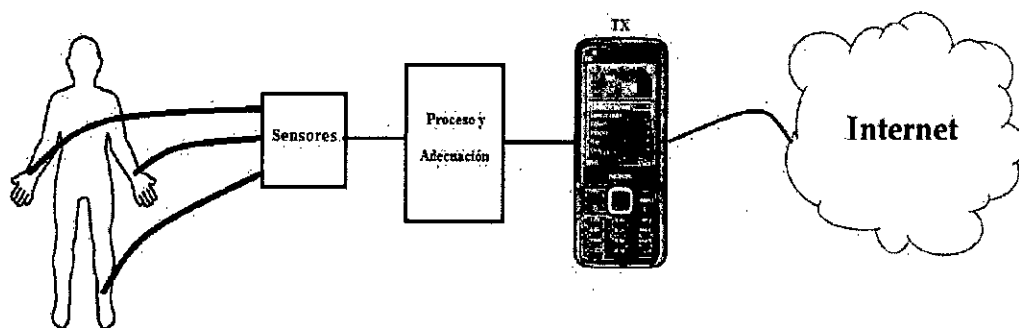 TX
Sensores
Proceso y
Adecuación
Internet